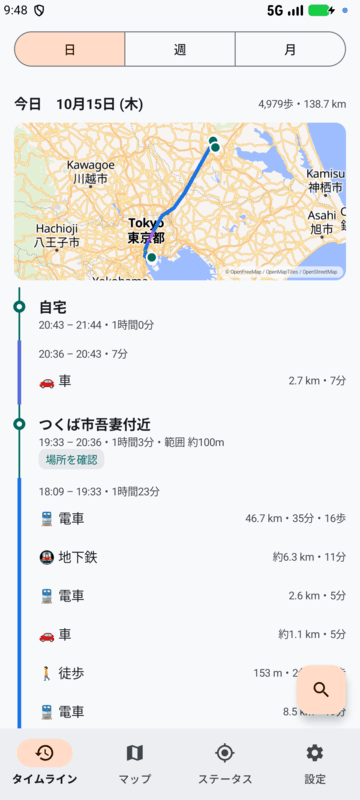 9:48
5G
日
週
月
今日 10月15日 (木)
4,979歩・138.7 km
Kawagoe
川越市
Kamisu
神栖市
Tokyo
東京都
Asahi
旭市
Hachioji
八王子市
© OpenFreeMap / OpenMapTiles / OpenStreetMap
自宅
20:43 – 21:44・1時間0分
20:36 – 20:43・7分
🚗 車
2.7 km・7分
つくば市吾妻付近
19:33 – 20:36・1時間3分・範囲 約100m
場所を確認
18:09 – 19:33・1時間23分
🚆 電車
46.7 km・35分・16歩
🚇 地下鉄
約6.3 km・11分
🚆 電車
2.6 km・5分
🚗 車
約1.1 km・5分
🚶 徒歩
153 m・
🚆 電車
8.5
タイムライン
マップ
ステータス
設定